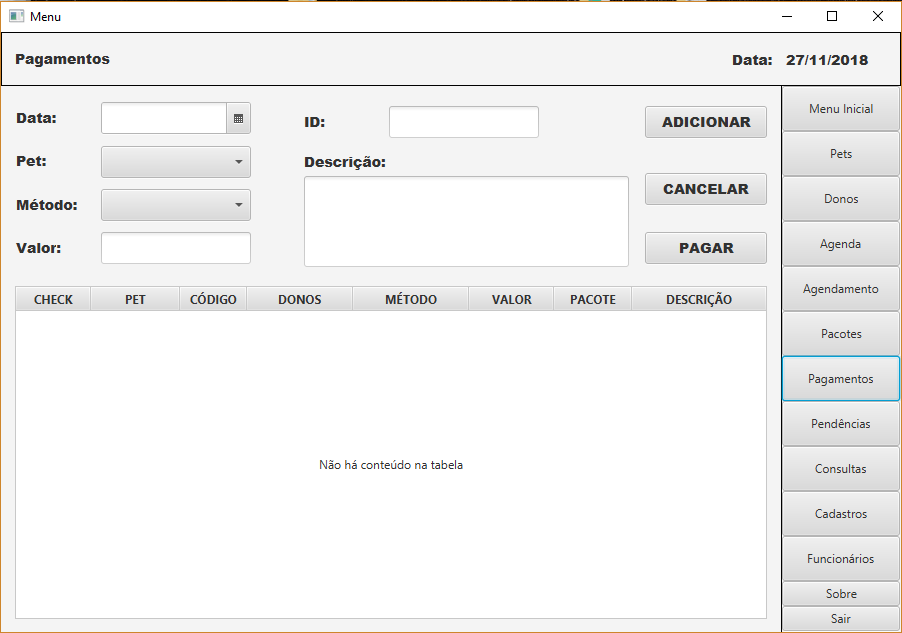 Menu
Pagamentos
Data: 27/11/2018
Data:
ID:
ADICIONAR
Pet:
Descrição:
Método:
CANCELAR
Valor:
PAGAR
CHECK PET CÓDIGO DONOS MÉTODO VALOR PACOTE DESCRIÇÃO
Não há conteúdo na tabela
Menu Inicial
Pets
Donos
Agenda
Agendamento
Pacotes
Pagamentos
Pendências
Consultas
Cadastros
Funcionários
Sobre
Sair